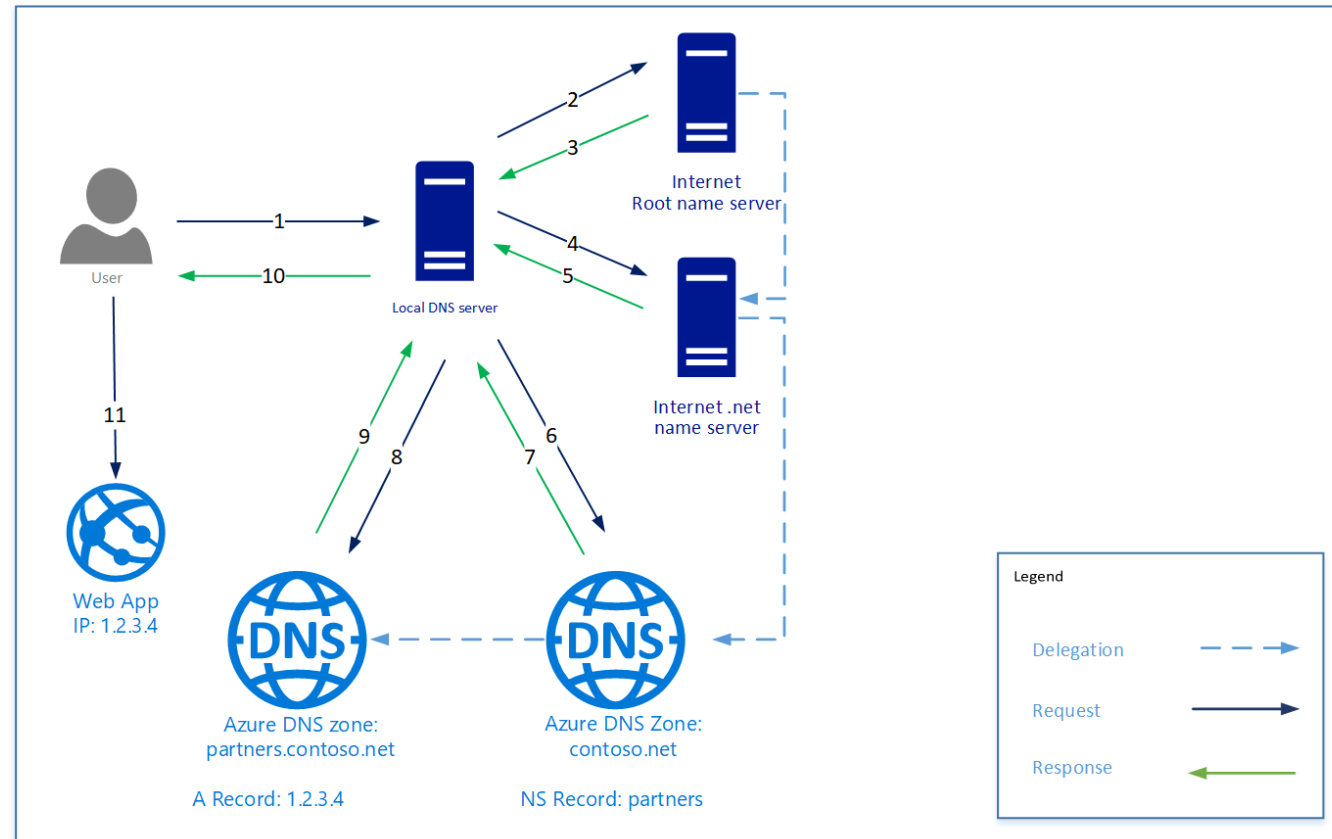 2
3
Internet
Root name server
1
4
5
10
User
Local DNS server
Internet .net
name server
11
9
8
6
7
Web App
IP: 1.2.3.4
DNS
DNS
Azure DNS zone:
partners.contoso.net
Azure DNS Zone:
contoso.net
A Record: 1.2.3.4
NS Record: partners
Legend
Delegation
Request
Response